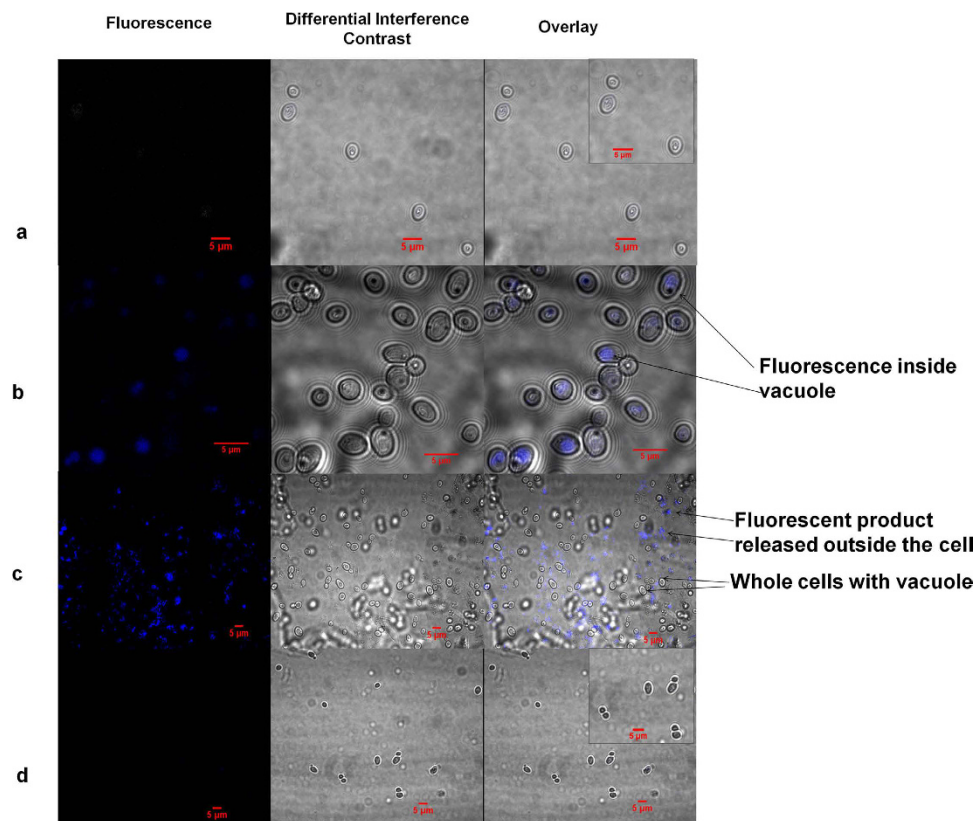 Fluorescence
Differential Interference
Contrast
Overlay
a
5 µm
5 µm
5 µm
5 µm
b
5 µm
5 µm
5 µm
Fluorescence inside
vacuole
c
5 µm
5 µm
5 µm
Fluorescent product
released outside the cell
Whole cells with vacuole
d
5 µm
5 µm
5 µm
5 µm